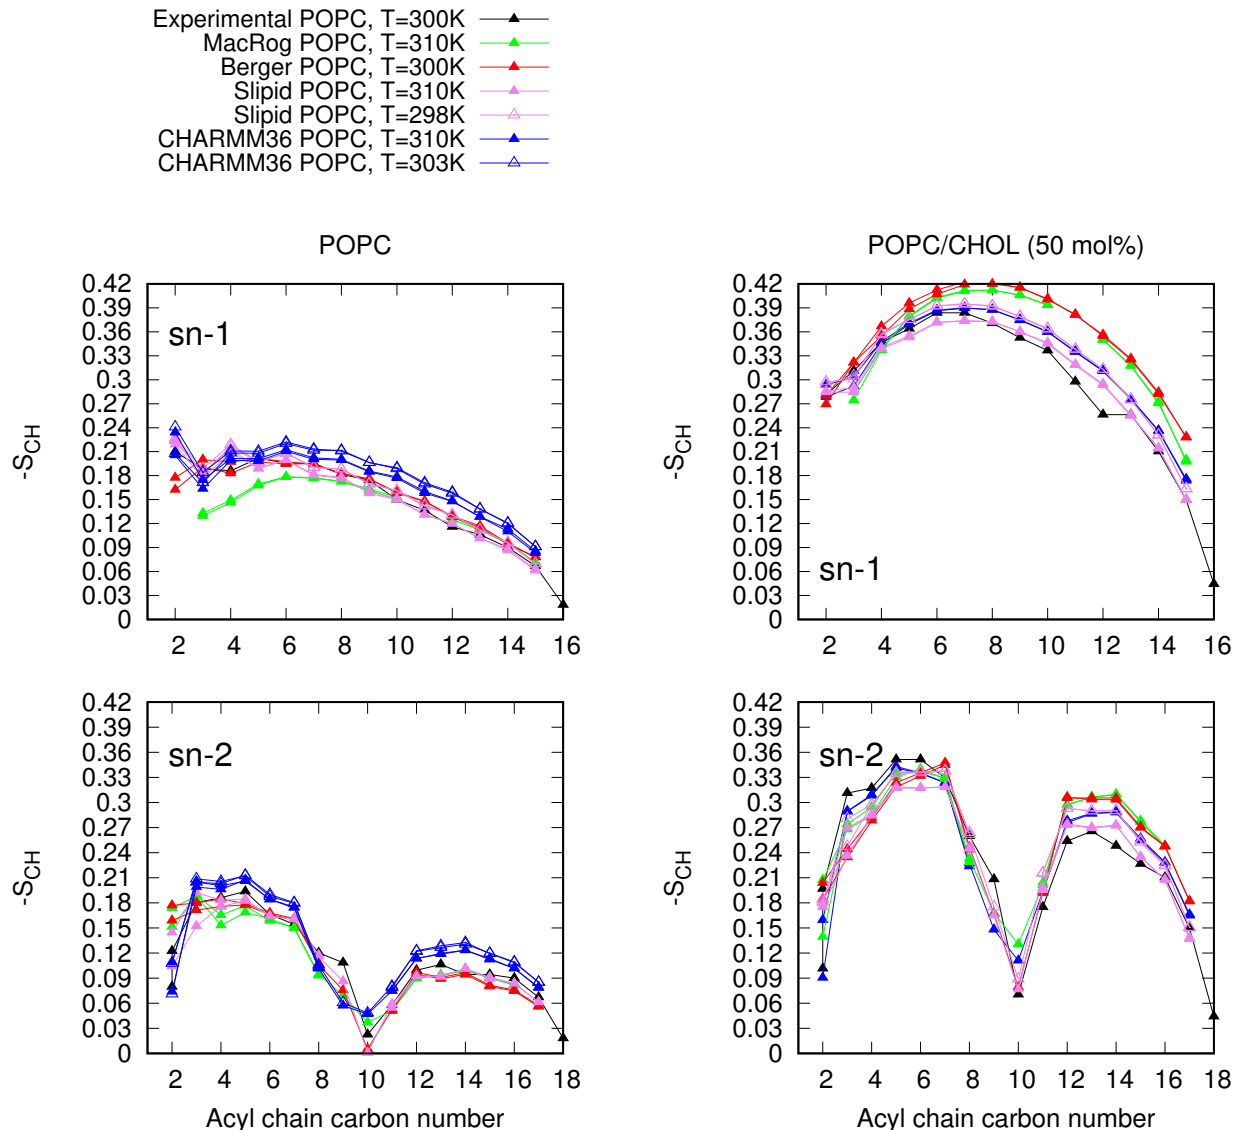 Experimental POPC, T=300K
MacRog POPC, T=310K
Berger POPC, T=300K
Slipid POPC, T=310K
Slipid POPC, T=298K
CHARMM36 POPC, T=310K
CHARMM36 POPC, T=303K
POPC
0.42
0.39
0.36
0.33
0.3
0.27
0.24
0.21
0.18
0.15
0.12
0.09
0.06
0.03
0
-SCH
sn-1
2 4 6 8 10 12 14 16
POPC/CHOL (50 mol%)
0.42
0.39
0.36
0.33
0.3
0.27
0.24
0.21
0.18
0.15
0.12
0.09
0.06
0.03
0
-SCH
sn-1
2 4 6 8 10 12 14 16
0.42
0.39
0.36
0.33
0.3
0.27
0.24
0.21
0.18
0.15
0.12
0.09
0.06
0.03
0
-SCH
sn-2
2 4 6 8 10 12 14 16 18
Acyl chain carbon number
0.42
0.39
0.36
0.33
0.3
0.27
0.24
0.21
0.18
0.15
0.12
0.09
0.06
0.03
0
-SCH
sn-2
2 4 6 8 10 12 14 16 18
Acyl chain carbon number